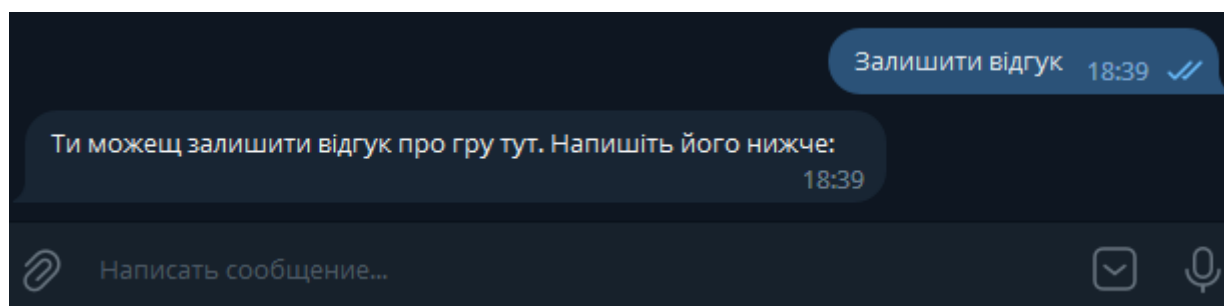 Залишити відгук 18:39
Ти можещ залишити відгук про гру тут. Напишіть його нижче:
18:39
Написать сообщение...